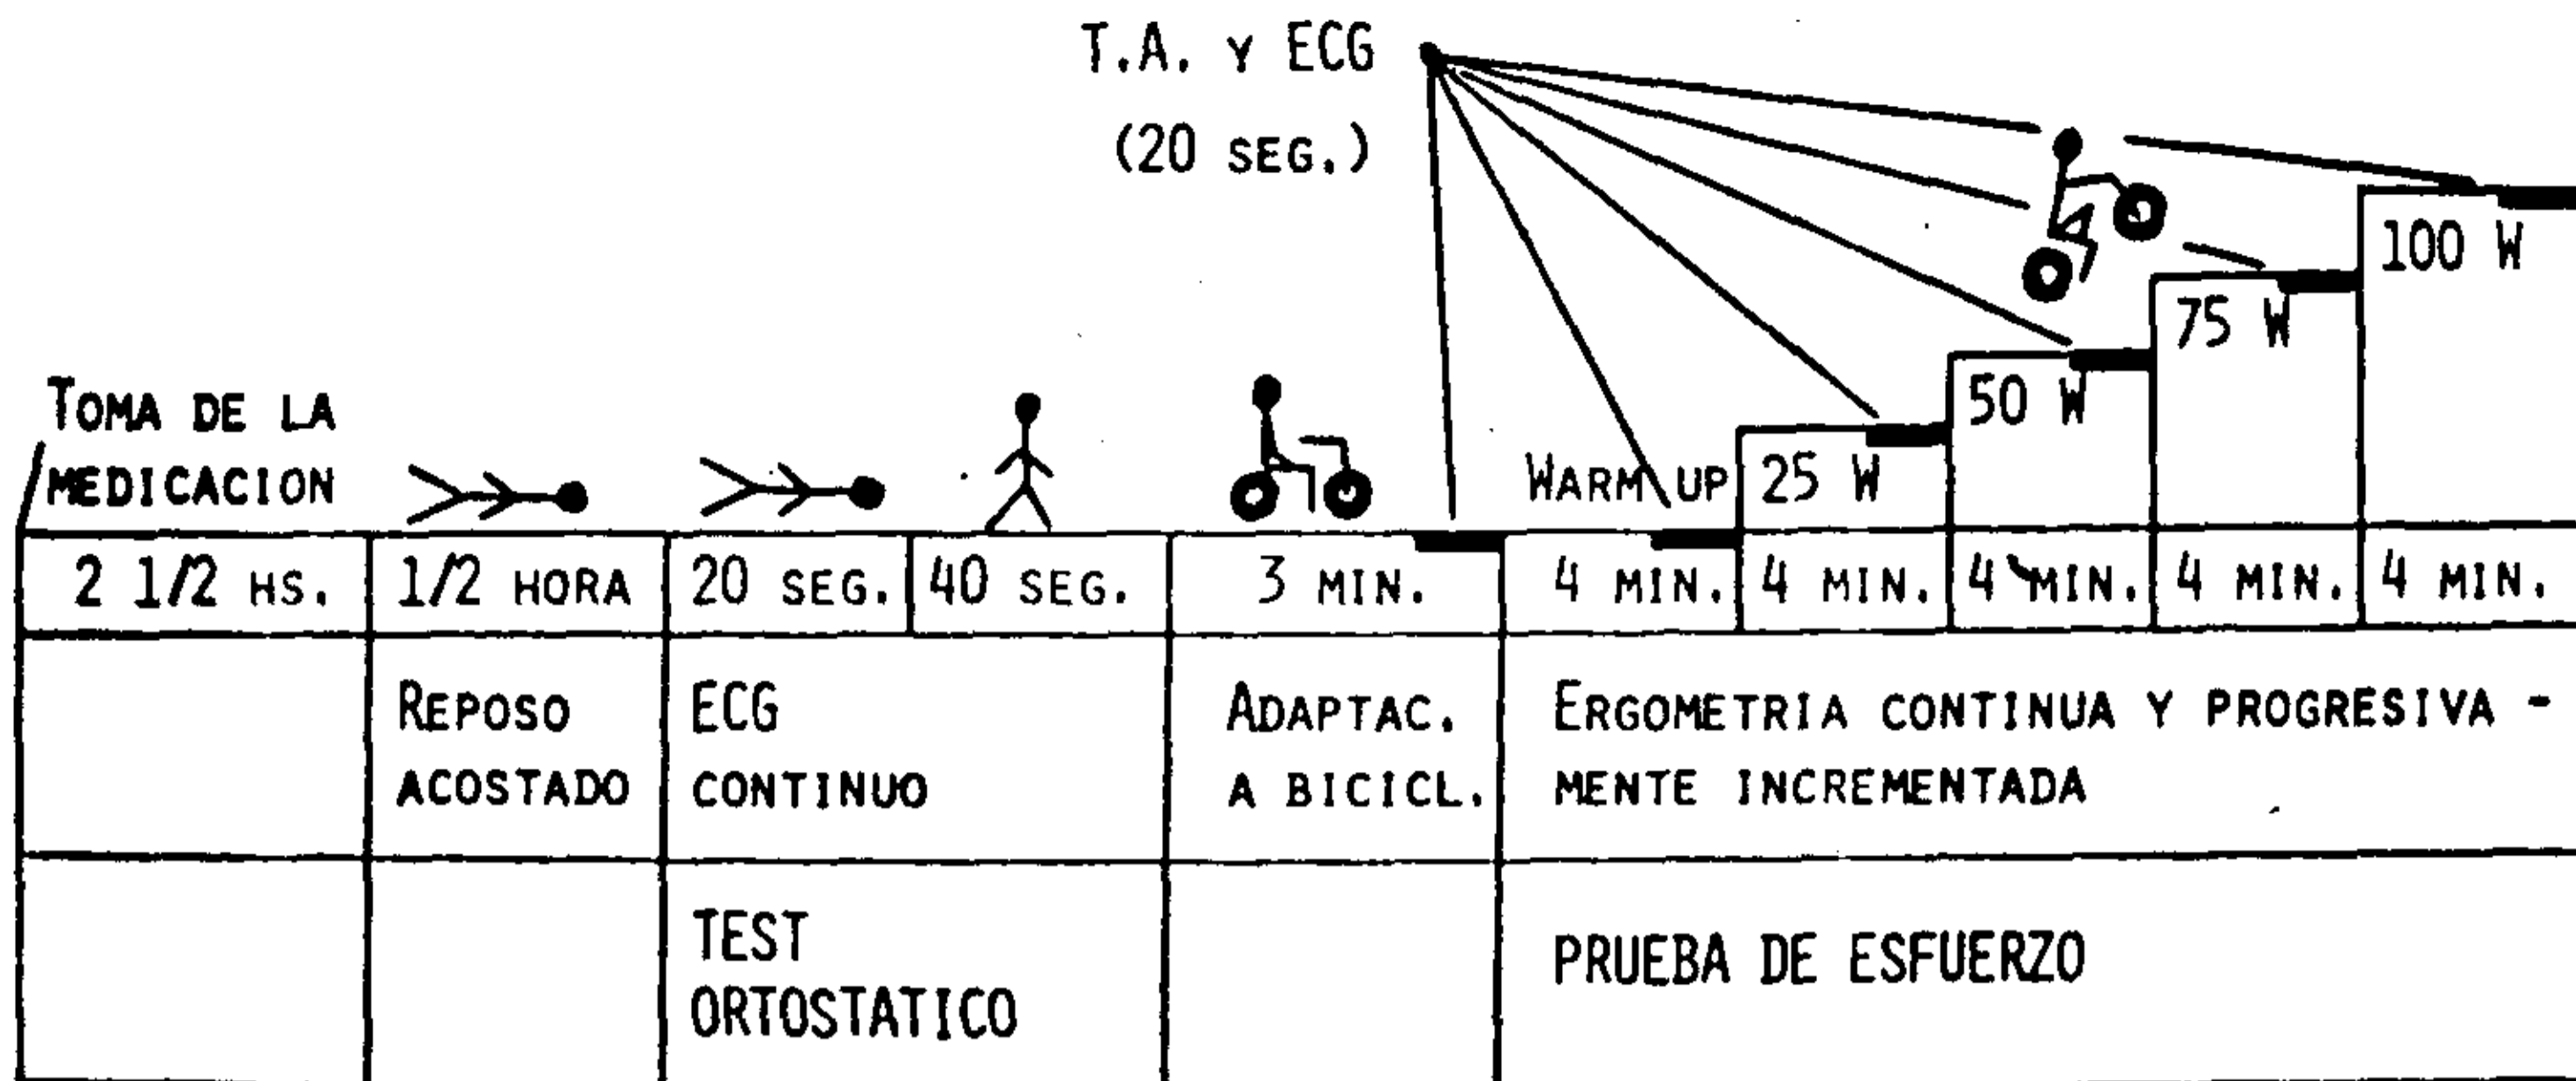 T.A. Y ECG
(20 SEG.)
100 W
75 W
50 W
TOMA DE LA
MEDICACION
WARM UP
25 W
2 1/2 HS.
1/2 HORA
20 SEG.
40 SEG.
3 MIN.
4 MIN.
4 MIN.
4 MIN.
4 MIN.
4 MIN.
REPOSO
ACOSTADO
ECG
CONTINUO
ADAPTAC.
A BICICL.
ERGOMETRIA CONTINUA Y PROGRESIVA -
MENTE INCREMENTADA
TEST
ORTOSTATICO
PRUEBA DE ESFUERZO